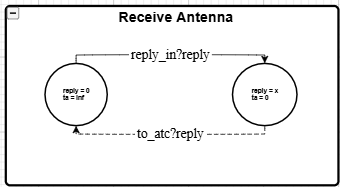 Receive Antenna
reply_in?reply
reply = 0
ta = inf
reply = x
ta = 0
to_atc?reply